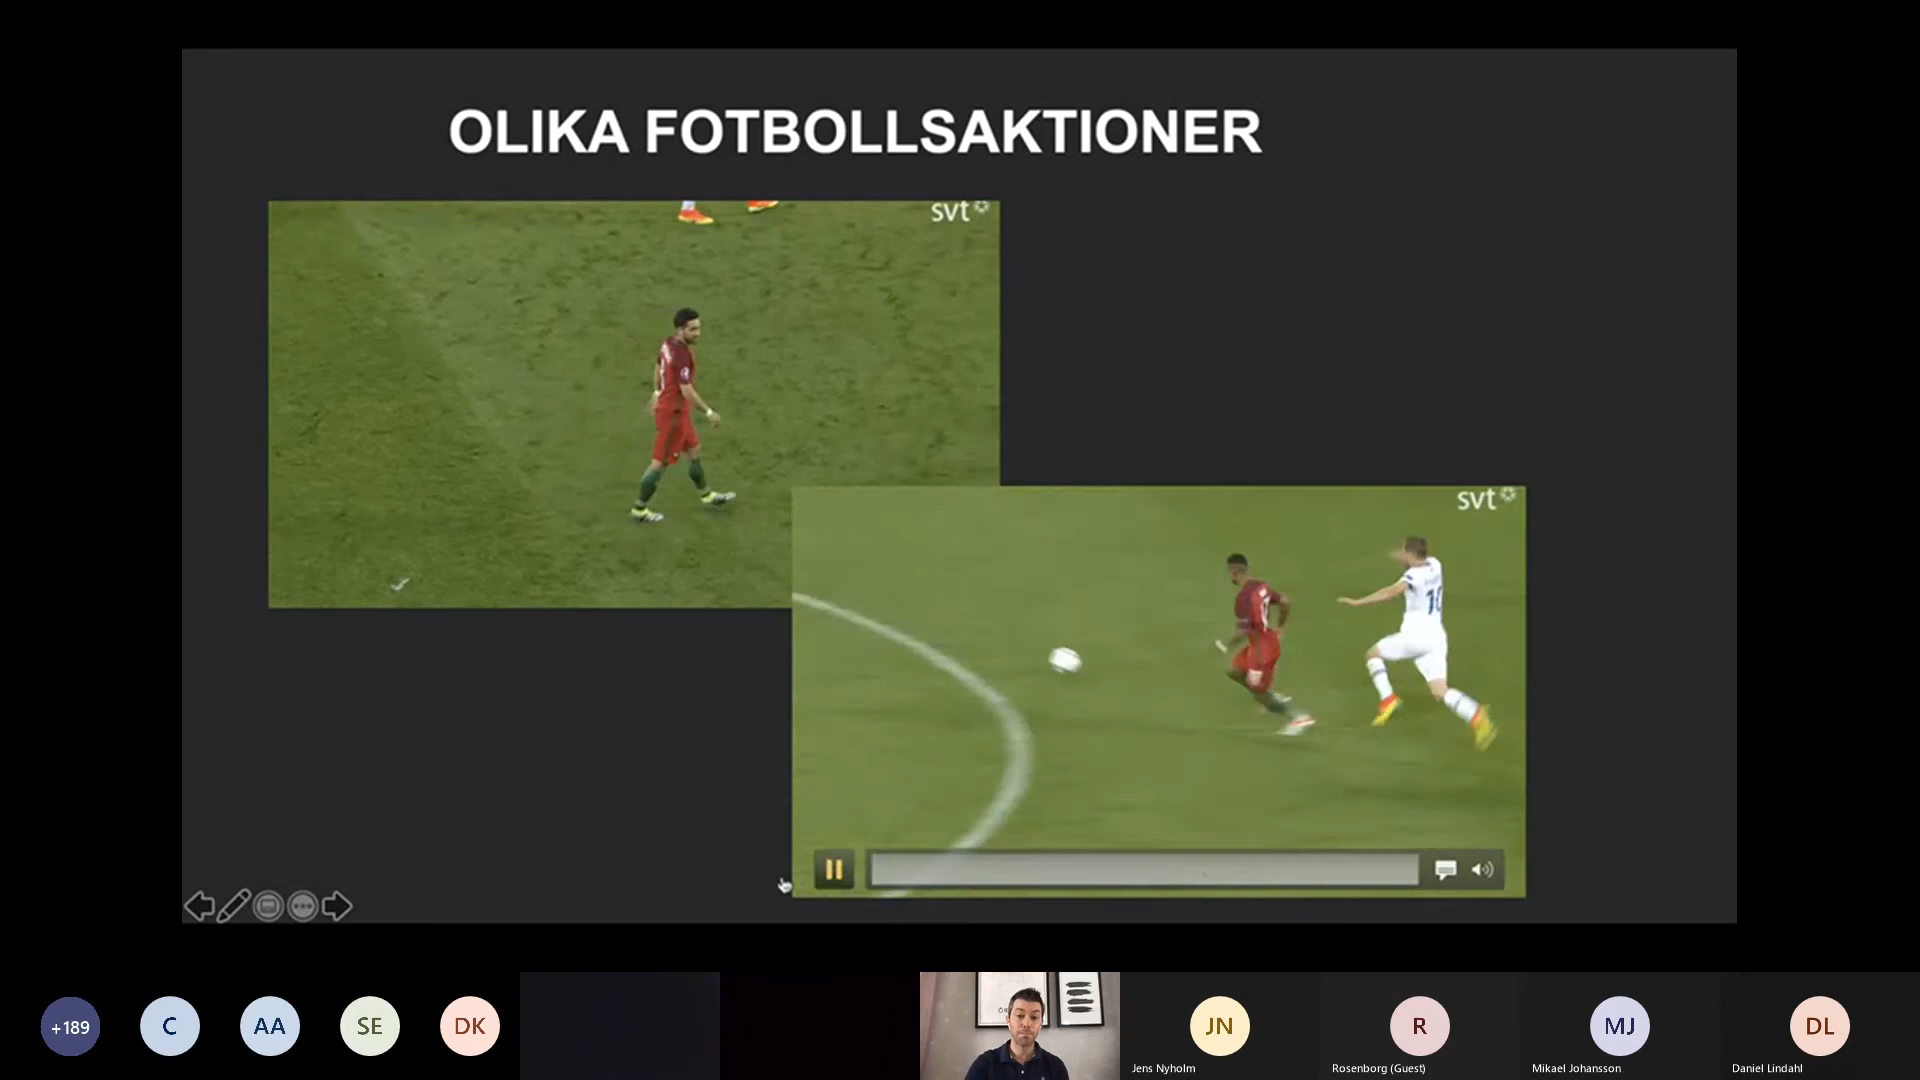 OLIKA FOTBOLLSAKTIONER
svt
svt
10
+189
C
AA
SE
DK
JN
Jens Nyholm
R
Rosenborg (Guest)
MJ
Mikael Johansson
DL
Daniel Lindahl